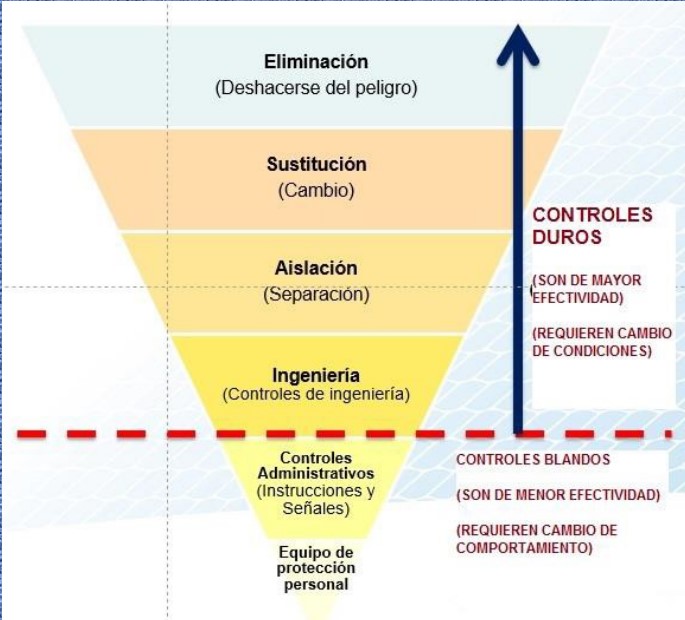 Eliminación
(Deshacerse del peligro)
Sustitución
(Cambio)
Aislación
(Separación)
Ingeniería
(Controles de ingeniería)
Controles
Administrativos
(Instrucciones y
Señales)
Equipo de
protección
personal
CONTROLES
DUROS
(SON DE MAYOR
EFECTIVIDAD)
(REQUIEREN CAMBIO
DE CONDICIONES)
CONTROLES BLANDOS
(SON DE MENOR EFECTIVIDAD)
(REQUIEREN CAMBIO DE
COMPORTAMIENTO)